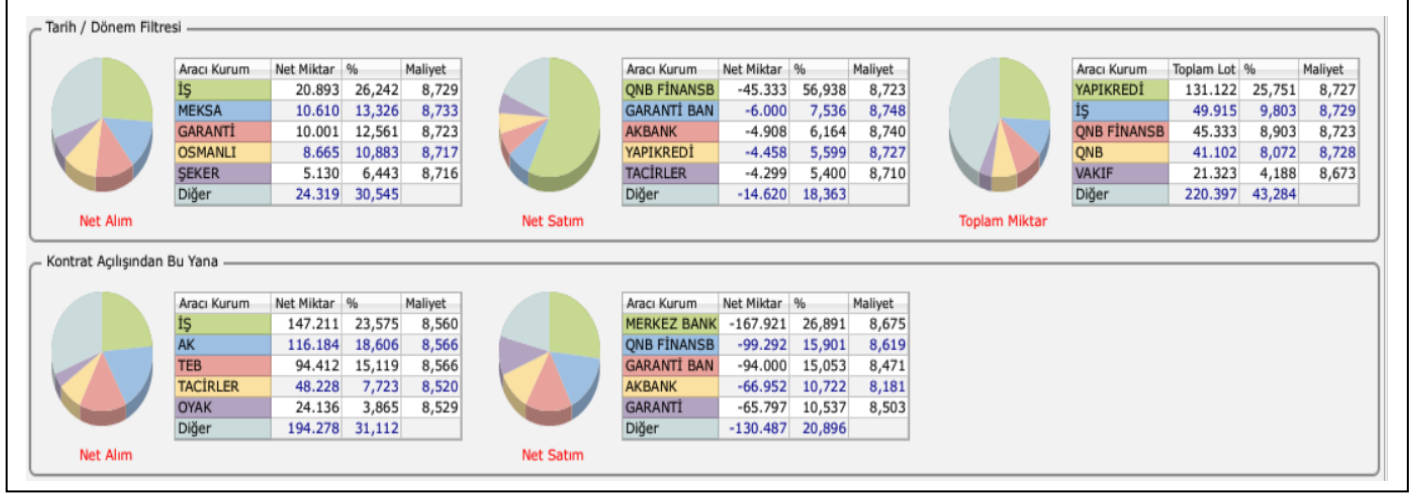 Tarih / Dönem Filtresi
Aracı Kurum Net Miktar % Maliyet
İŞ 20.893 26,242 8,729
MEKSA 10.610 13,326 8,733
GARANTİ 10.001 12,561 8,723
OSMANLI 8.665 10,883 8,717
ŞEKER 5.130 6,443 8,716
Diğer 24.319 30,545
Net Alım
Aracı Kurum Net Miktar % Maliyet
QNB FİNANSB -45.333 56,938 8,723
GARANTİ BAN -6.000 7,536 8,748
AKBANK -4.908 6,164 8,740
YAPIKREDİ -4.458 5,599 8,727
TACİRLER -4.299 5,400 8,710
Diğer -14.620 18,363
Net Satım
Aracı Kurum Toplam Lot % Maliyet
YAPIKREDİ 131.122 25,751 8,727
İŞ 49.915 9,803 8,729
QNB FİNANSB 45.333 8,903 8,723
QNB 41.102 8,072 8,728
VAKIF 21.323 4,188 8,673
Diğer 220.397 43,284
Toplam Miktar
Kontrat Açılışından Bu Yana
Aracı Kurum Net Miktar % Maliyet
İŞ 147.211 23,575 8,560
AK 116.184 18,606 8,566
TEB 94.412 15,119 8,566
TACİRLER 48.228 7,723 8,520
OYAK 24.136 3,865 8,529
Diğer 194.278 31,112
Net Alım
Aracı Kurum Net Miktar % Maliyet
MERKEZ BANK -167.921 26,891 8,675
QNB FİNANSB -99.292 15,901 8,619
GARANTİ BAN -94.000 15,053 8,471
AKBANK -66.952 10,722 8,181
GARANTİ -65.797 10,537 8,503
Diğer -130.487 20,896
Net Satım